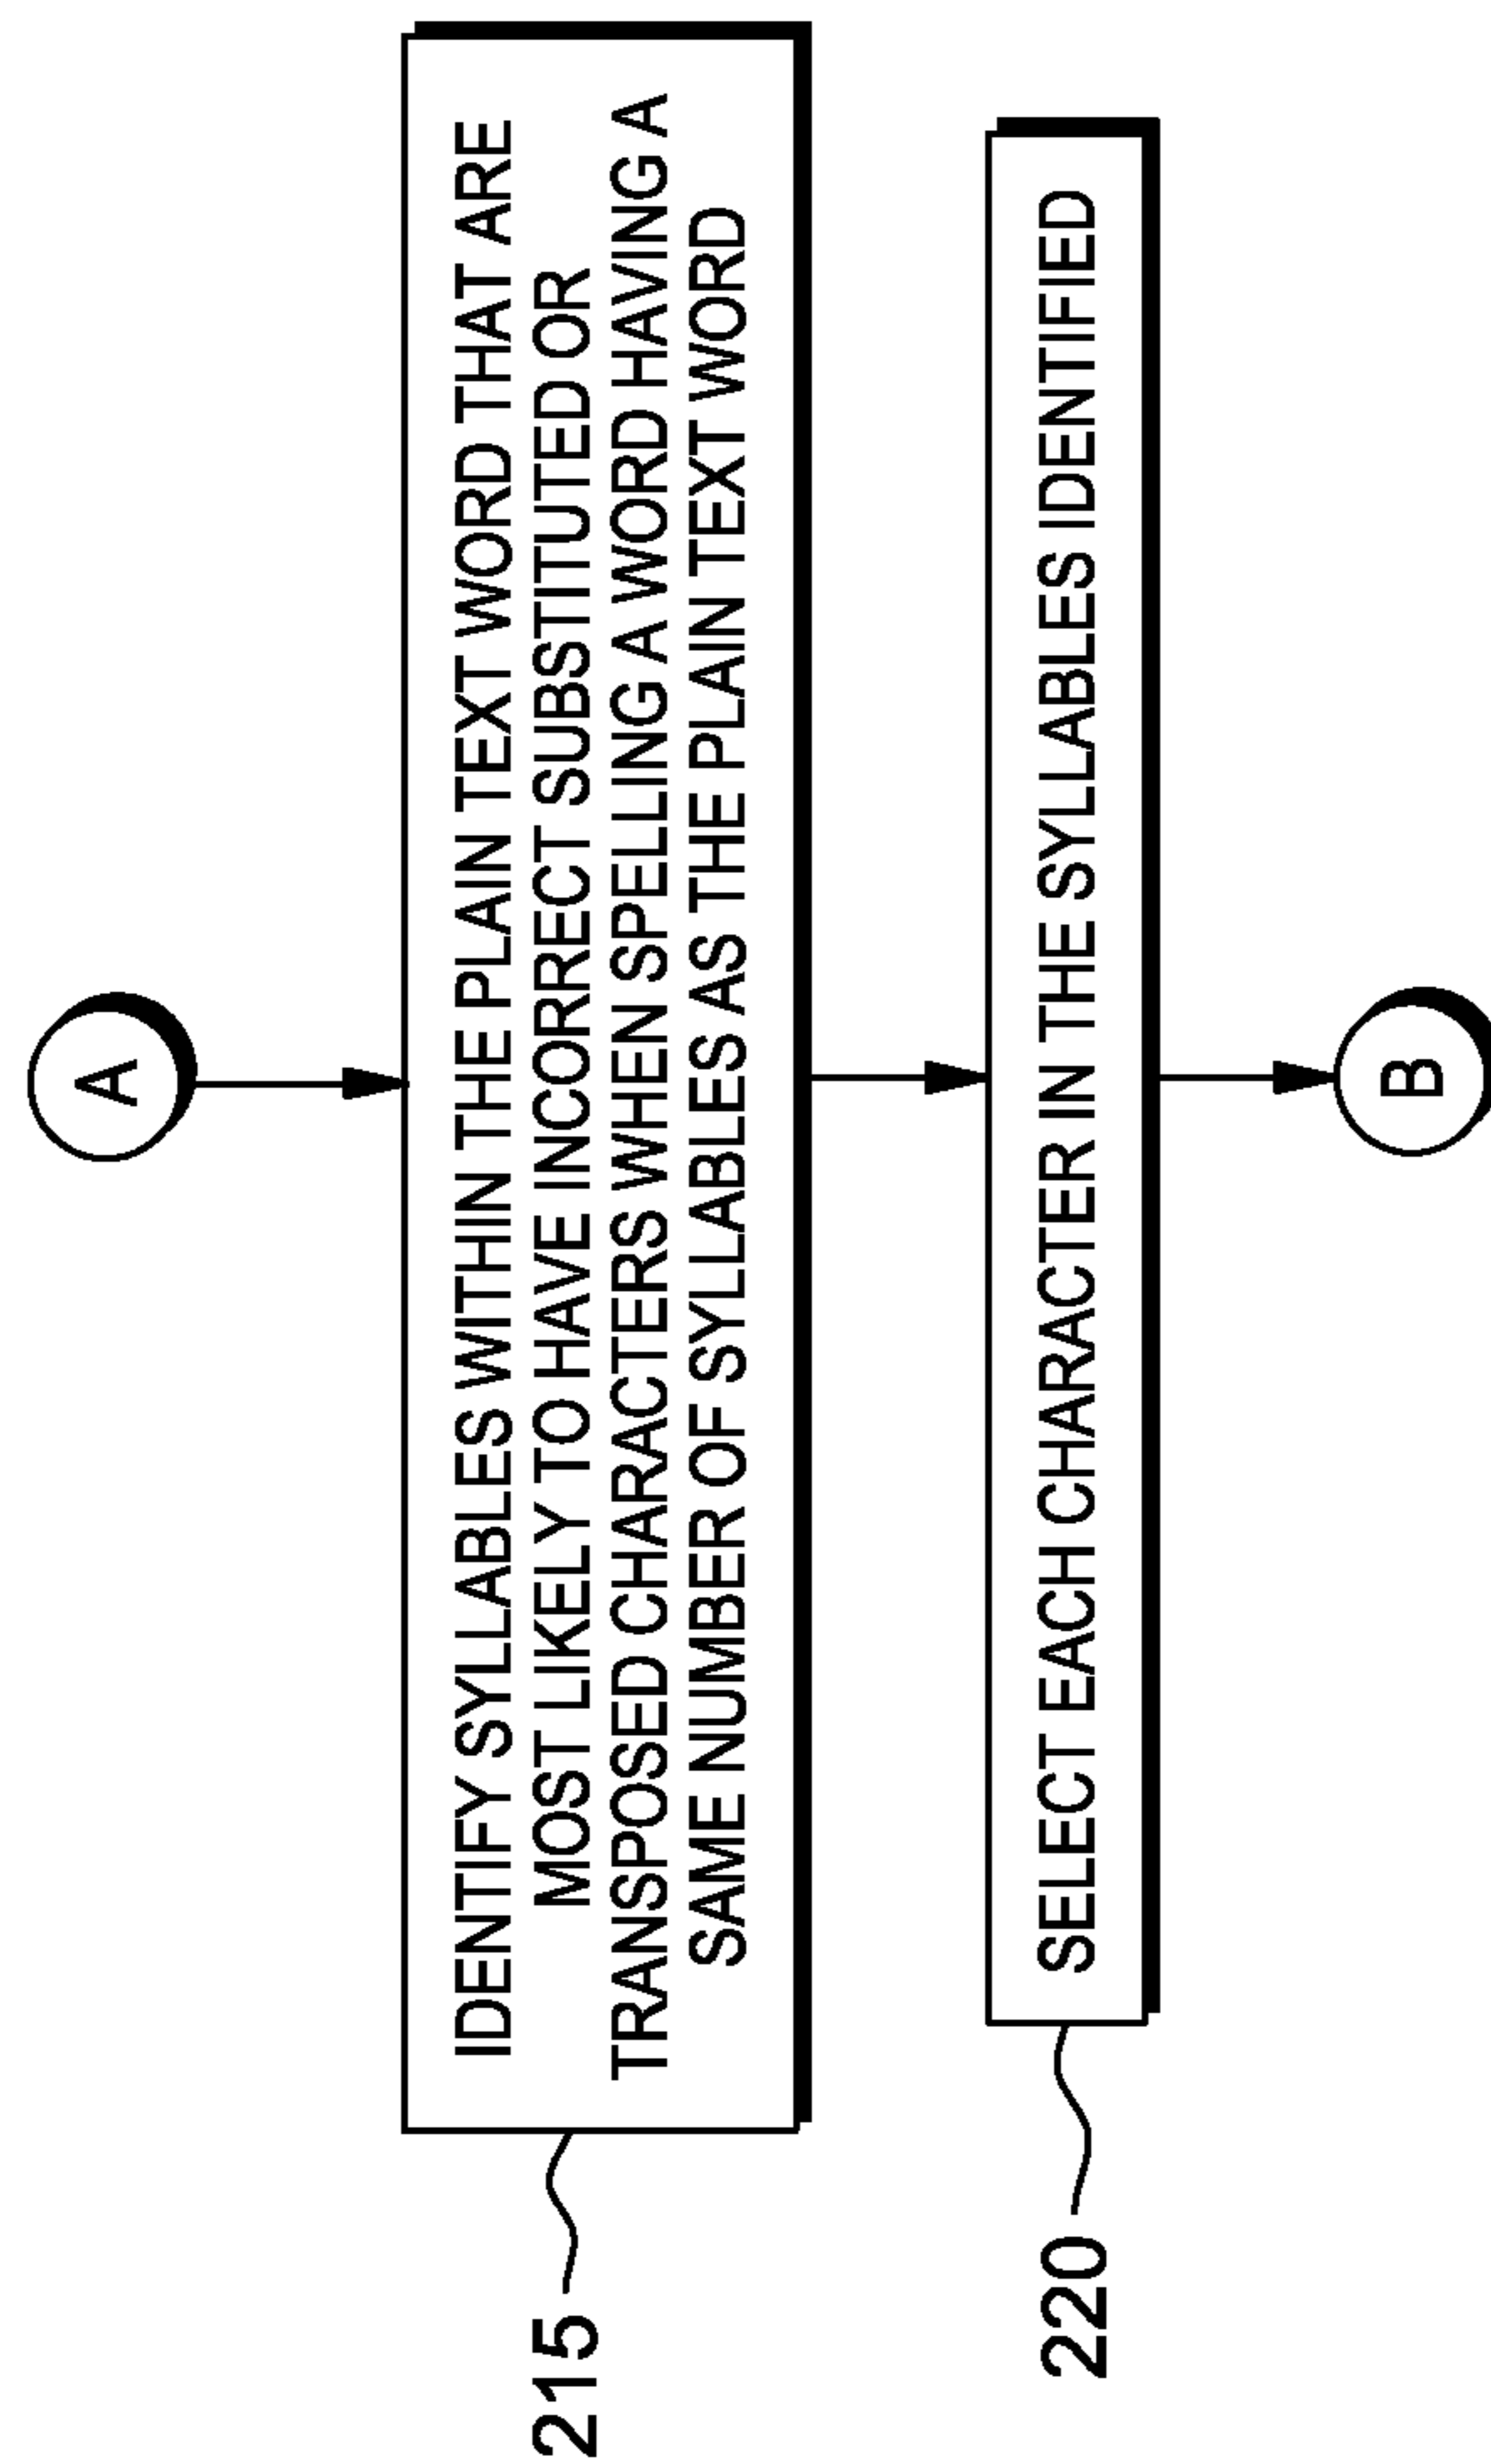 A
IDENTIFY SYLLABLES WITHIN THE PLAIN TEXT WORD THAT ARE
MOST LIKELY TO HAVE INCORRECT SUBSTITUTED OR
TRANSPOSED CHARACTERS WHEN SPELLING A WORD HAVING A
SAME NUMBER OF SYLLABLES AS THE PLAIN TEXT WORD
215
SELECT EACH CHARACTER IN THE SYLLABLES IDENTIFIED
220
B